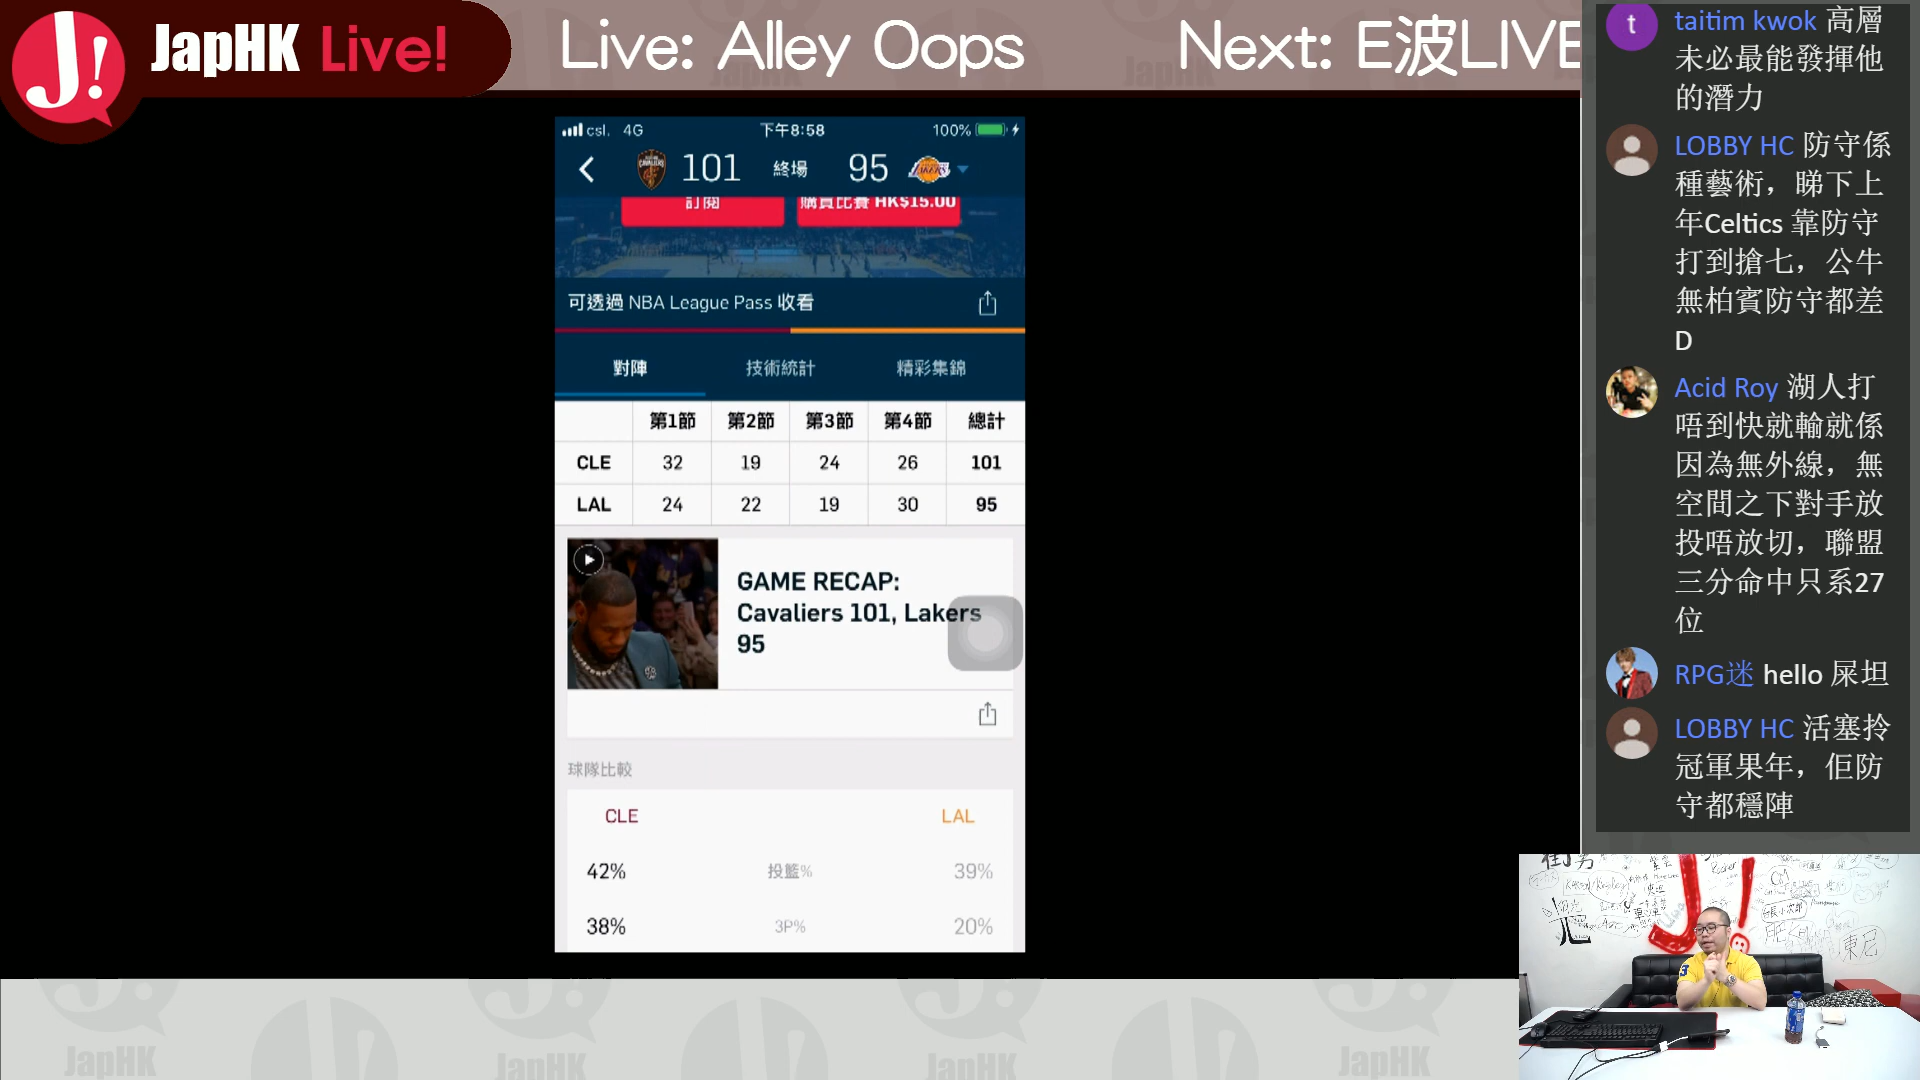 J!
JapHK Live!
Live: Alley Oops
Next: E波LIVE
csl. 4G
下午8:58
100%
101
終場
95
訂閱
購買比賽 HK$15.00
可透過 NBA League Pass 收看
對陣
技術統計
精彩集錦
第1節 第2節 第3節 第4節 總計
CLE 32 19 24 26 101
LAL 24 22 19 30 95
GAME RECAP:
Cavaliers 101, Lakers
95
球隊比較
CLE LAL
42% 投籃% 39%
38% 3P% 20%
t
taitim kwok 高層
未必最能發揮他
的潛力
LOBBY HC 防守係
種藝術，睇下上
年Celtics 靠防守
打到搶七，公牛
無柏賓防守都差
D
Acid Roy 湖人打
唔到快就輸就係
因為無外線，無
空間之下對手放
投唔放切，聯盟
三分命中只系27
位
RPG迷 hello 屎坦
LOBBY HC 活塞拎
冠軍果年，佢防
守都穩陣
J!
東尼
JapHK
JapHK
JapHK
JapHK